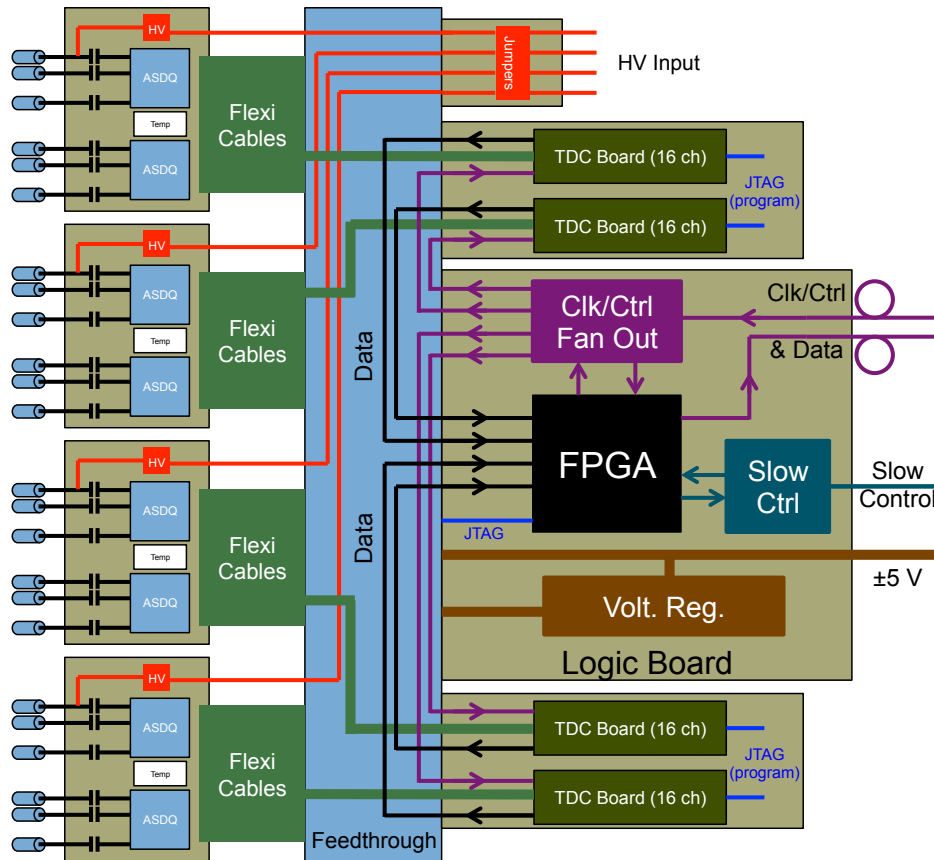 HV
ASDQ
Temp
ASDQ
Flexi
Cables
Jumpers
HV Input
TDC Board (16 ch)
TDC Board (16 ch)
JTAG
(program)
HV
ASDQ
Temp
ASDQ
Flexi
Cables
Data
Clk/Ctrl
Fan Out
Clk/Ctrl
& Data
FPGA
Slow
Ctrl
Slow
Control
JTAG
±5 V
Volt. Reg.
Logic Board
HV
ASDQ
Temp
ASDQ
Flexi
Cables
Data
HV
ASDQ
Temp
ASDQ
Flexi
Cables
Feedthrough
TDC Board (16 ch)
TDC Board (16 ch)
JTAG
(program)